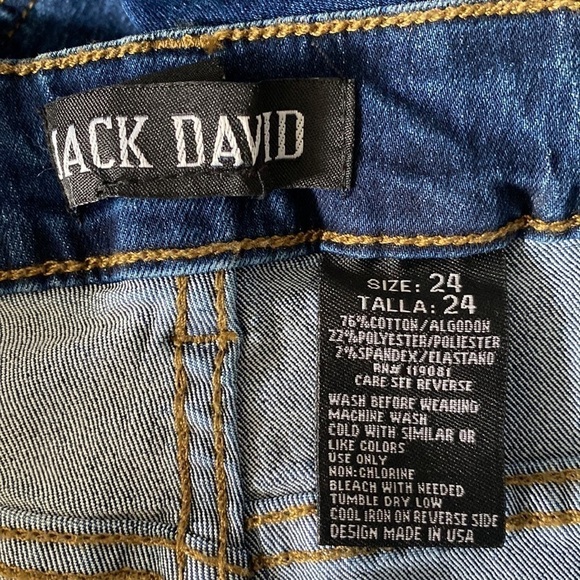 JACK DAVID
SIZE: 24
TALLA: 24
76%COTTON/ALGODON
22%POLYESTER/POLIESTER
2%SPANDEX/ELASTANO
RN# 119081
CARE SEE REVERSE
WASH BEFORE WEARING
MACHINE WASH
COLD WITH SIMILAR OR
LIKE COLORS
USE ONLY
NON: CHLORINE
BLEACH WITH NEEDED
TUMBLE DRY LOW
COOL IRON ON REVERSE SIDE
DESIGN MADE IN USA